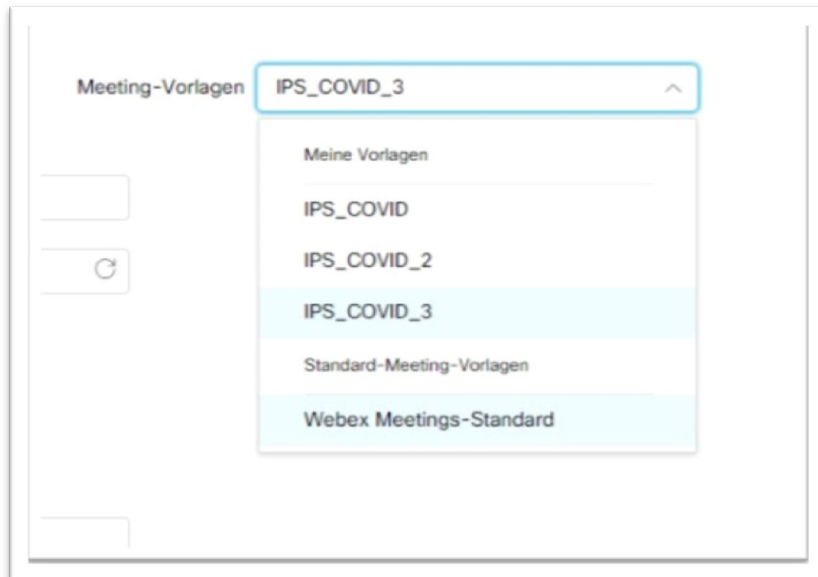 Meeting-Vorlagen IPS_COVID_3
Meine Vorlagen
IPS_COVID
IPS_COVID_2
IPS_COVID_3
Standard-Meeting-Vorlagen
Webex Meetings-Standard